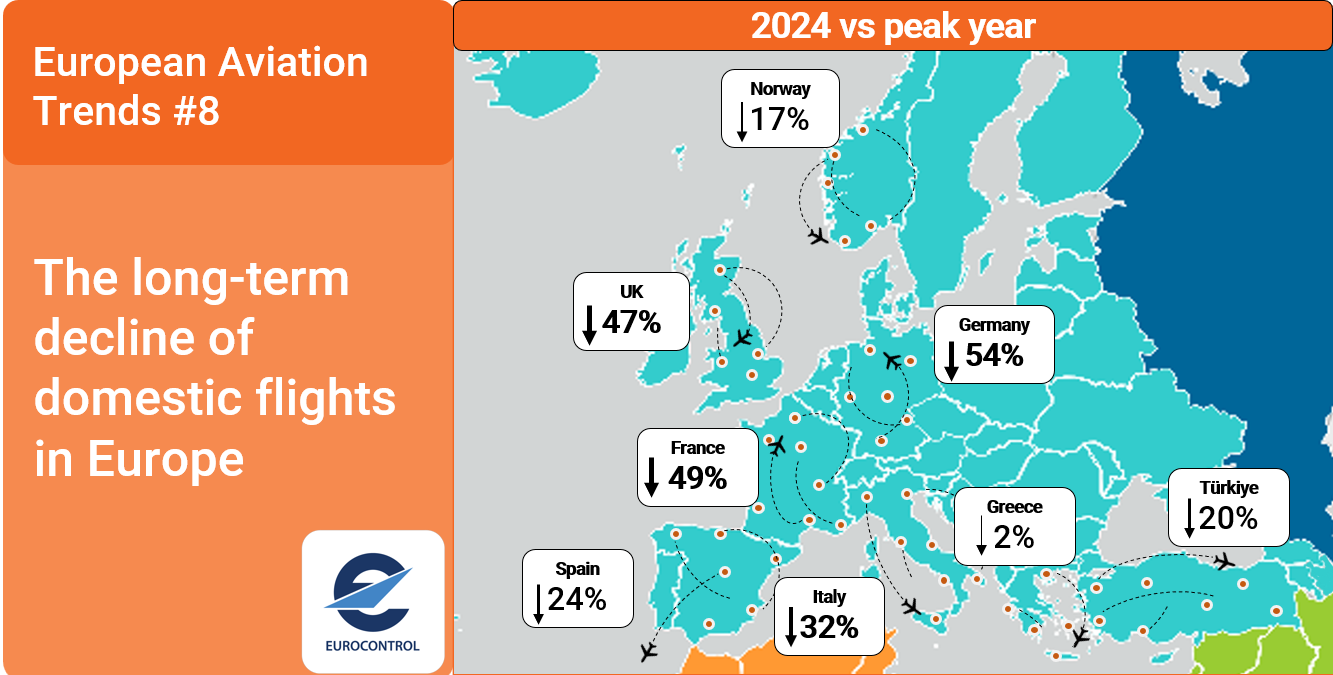 European Aviation
Trends #8
The long-term
decline of
domestic flights
in Europe
EUROCONTROL
2024 vs peak year
Norway
17%
UK
47%
Germany
54%
France
49%
Türkiye
20%
Greece
2%
Spain
24%
Italy
32%